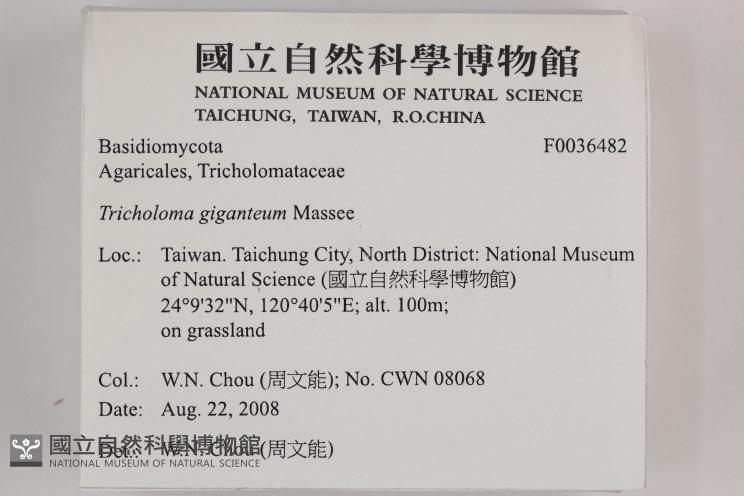 國立自然科學博物館
NATIONAL MUSEUM OF NATURAL SCIENCE
TAICHUNG, TAIWAN, R.O.CHINA
Basidiomycota F0036482
Agaricales, Tricholomataceae
Tricholoma giganteum Massee
Loc.: Taiwan. Taichung City, North District: National Museum
of Natural Science (國立自然科學博物館)
24°9'32"N, 120°40'5"E; alt. 100m;
on grassland
Col.: W.N. Chou (周文能); No. CWN 08068
Date: Aug. 22, 2008
Det.: W.N. Chou (周文能)
國立自然科學博物館
NATIONAL MUSEUM OF NATURAL SCIENCE